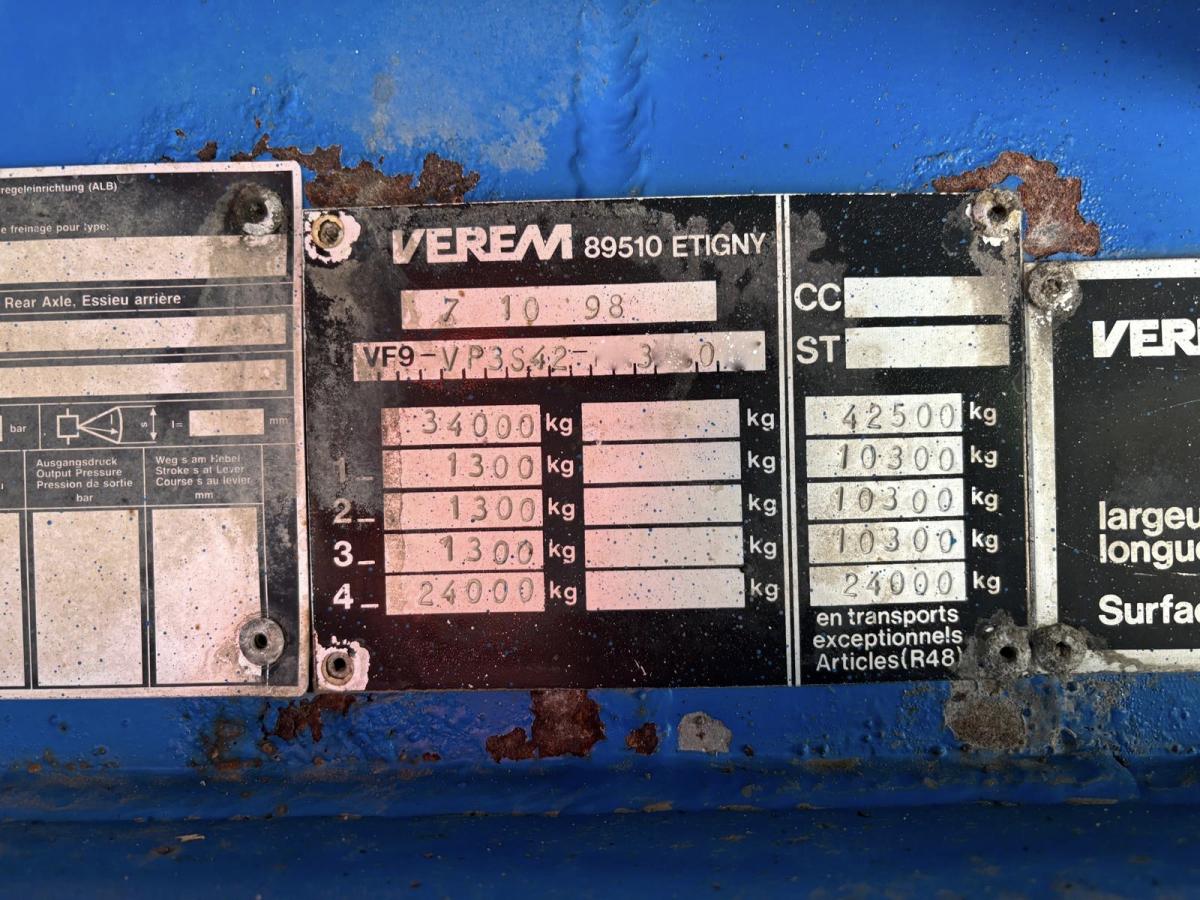 regeleinrichtung (ALB)
e freinage pour type:
Rear Axle, Essieu arrière
bar
l= mm
Ausgangsdruck
Output Pressure
Pression de sortie
bar
Weg s am Hebel
Stroke s at Lever
Course s au levier
mm
VEREM 89510 ETIGNY
7 10 98
VF9-VP3S42-
34000 kg kg
1_ 1300 kg kg
2_ 1300 kg kg
3_ 1300 kg kg
4_ 24000 kg kg
CC
ST
42500 kg
10300 kg
10300 kg
10300 kg
24000 kg
en transports
exceptionnels
Articles(R48)
VER
largeu
longue
Surfac